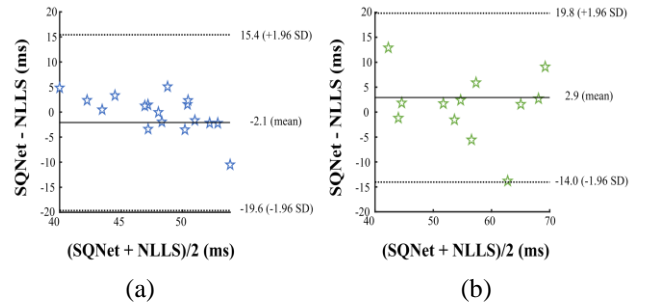 20
15
10
5
0
-5
-10
-15
-20
40
45
50
15.4 (+1.96 SD)
-2.1 (mean)
-19.6 (-1.96 SD)
SQNet - NLLS (ms)
(SQNet + NLLS)/2 (ms)
(a)
20
15
10
5
0
-5
-10
-15
-20
40
50
60
70
19.8 (+1.96 SD)
2.9 (mean)
-14.0 (-1.96 SD)
SQNet - NLLS (ms)
(SQNet + NLLS)/2 (ms)
(b)